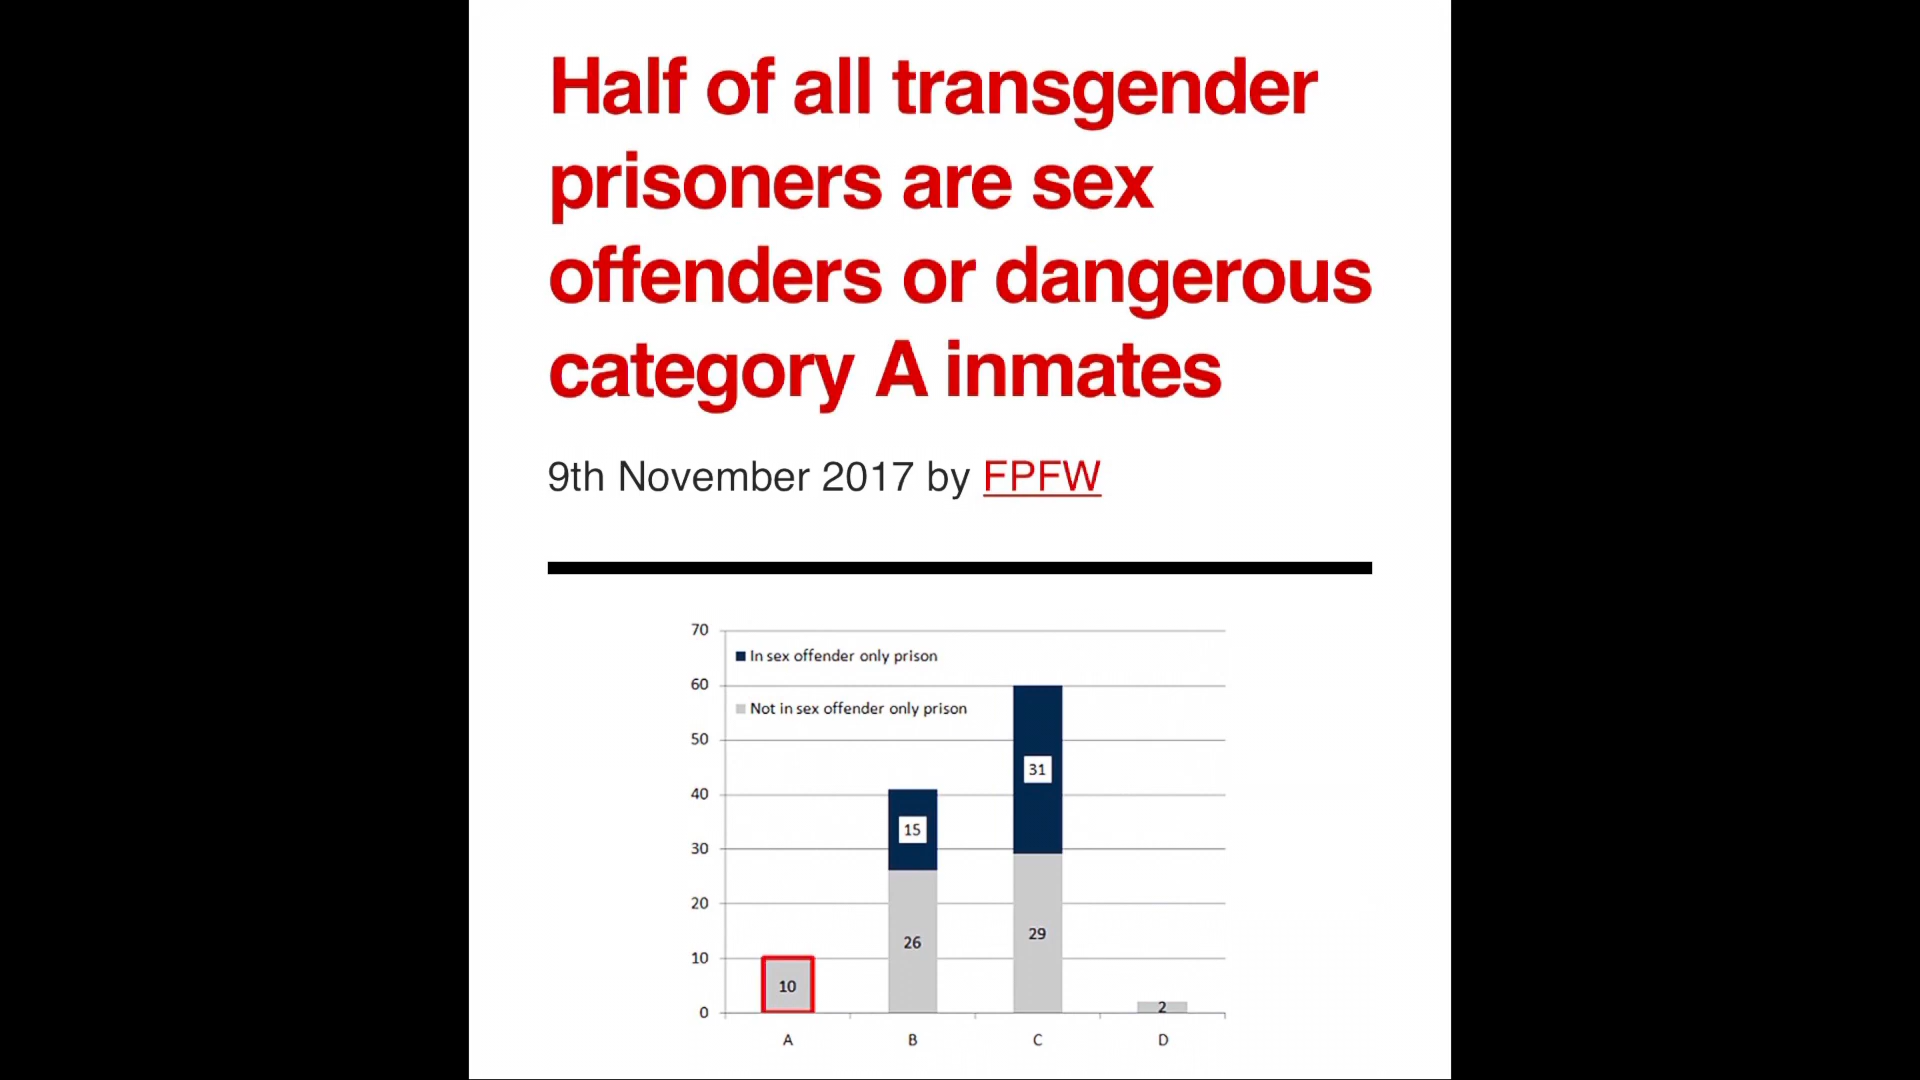 Half of all transgender
prisoners are sex
offenders or dangerous
category A inmates
9th November 2017 by FPFW
70
In sex offender only prison
60
Not in sex offender only prison
50
31
40
15
30
29
26
20
10
10
2
0
A B C D